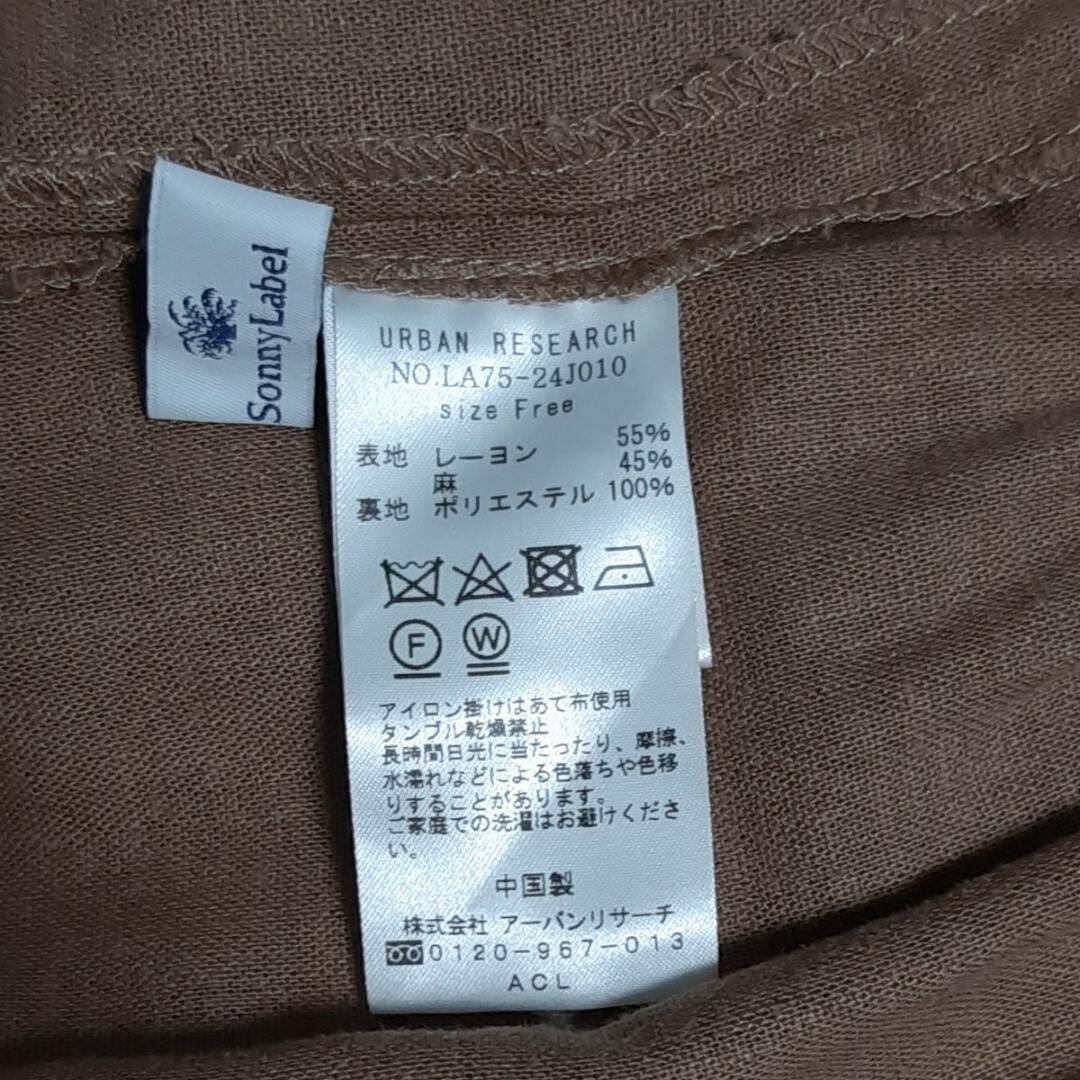 SonnyLabel
URBAN RESEARCH
NO.LA75-24J010
size Free
表地 レーヨン 55%
麻 45%
裏地 ポリエステル 100%
F W
アイロン掛けはあて布使用
タンブル乾燥禁止
長時間日光に当たったり、摩擦、
水濡れなどによる色落ちや色移
りすることがあります。
ご家庭での洗濯はお避けくださ
い。
中国製
株式会社 アーバンリサーチ
0120-967-013
ACL